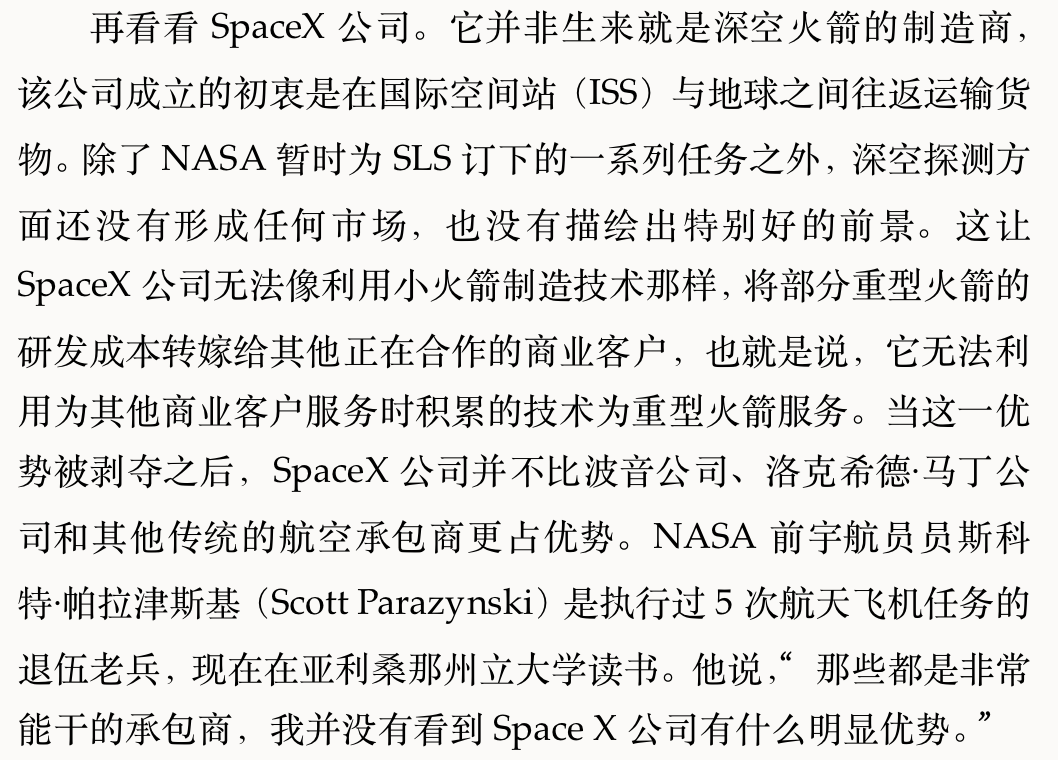 再看看 SpaceX 公司。它并非生来就是深空火箭的制造商,
该公司成立的初衷是在国际空间站（ISS）与地球之间往返运输货
物。除了 NASA 暂时为 SLS 订下的一系列任务之外, 深空探测方
面还没有形成任何市场, 也没有描绘出特别好的前景。这让
SpaceX 公司无法像利用小火箭制造技术那样, 将部分重型火箭的
研发成本转嫁给其他正在合作的商业客户, 也就是说, 它无法利
用为其他商业客户服务时积累的技术为重型火箭服务。当这一优
势被剥夺之后, SpaceX 公司并不比波音公司、洛克希德·马丁公
司和其他传统的航空承包商更占优势。NASA 前宇航员员斯科
特·帕拉津斯基（Scott Parazynski）是执行过 5 次航天飞机任务的
退伍老兵, 现在在亚利桑那州立大学读书。他说,“ 那些都是非常
能干的承包商, 我并没有看到 Space X 公司有什么明显优势。”